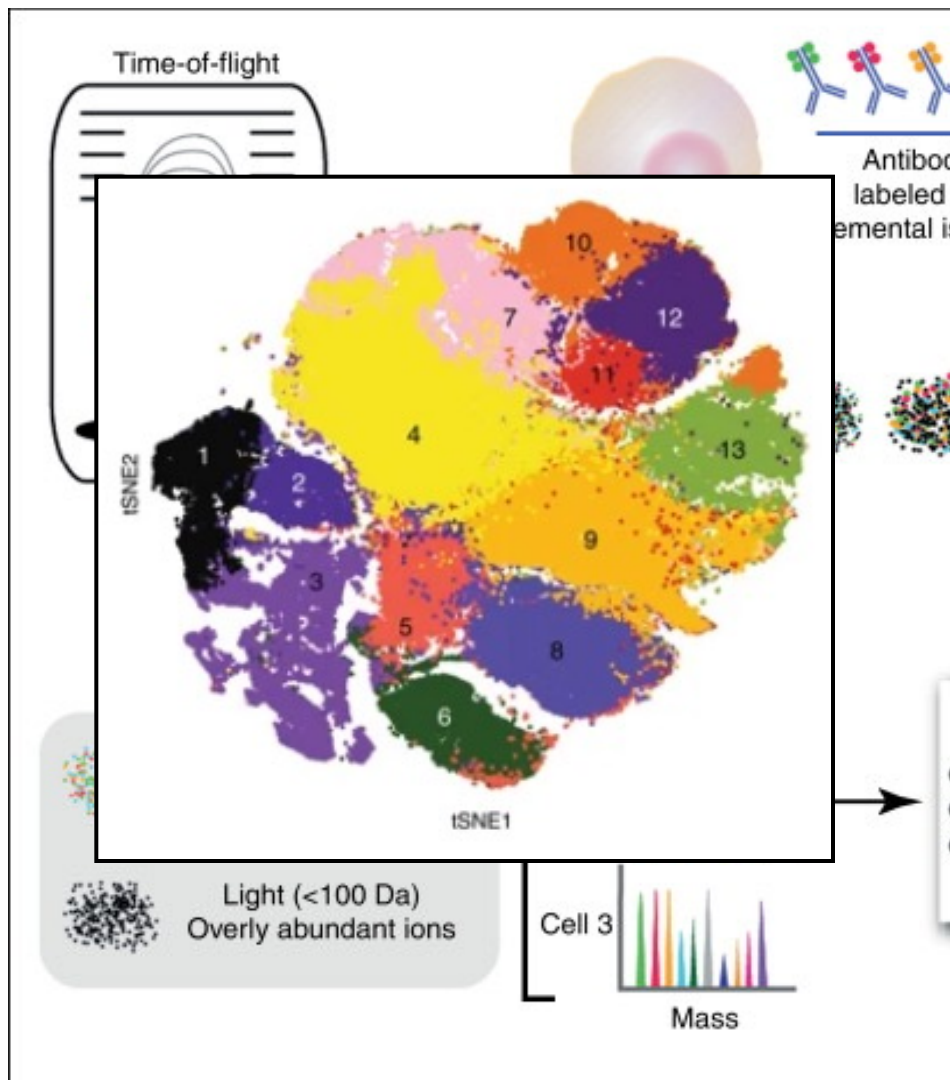 Time-of-flight
Antiboc
labeled
emental is
10
7
12
11
4
13
1
2
tSNE2
9
3
5
8
6
tSNE1
Light (<100 Da)
Overly abundant ions
Cell 3
Mass